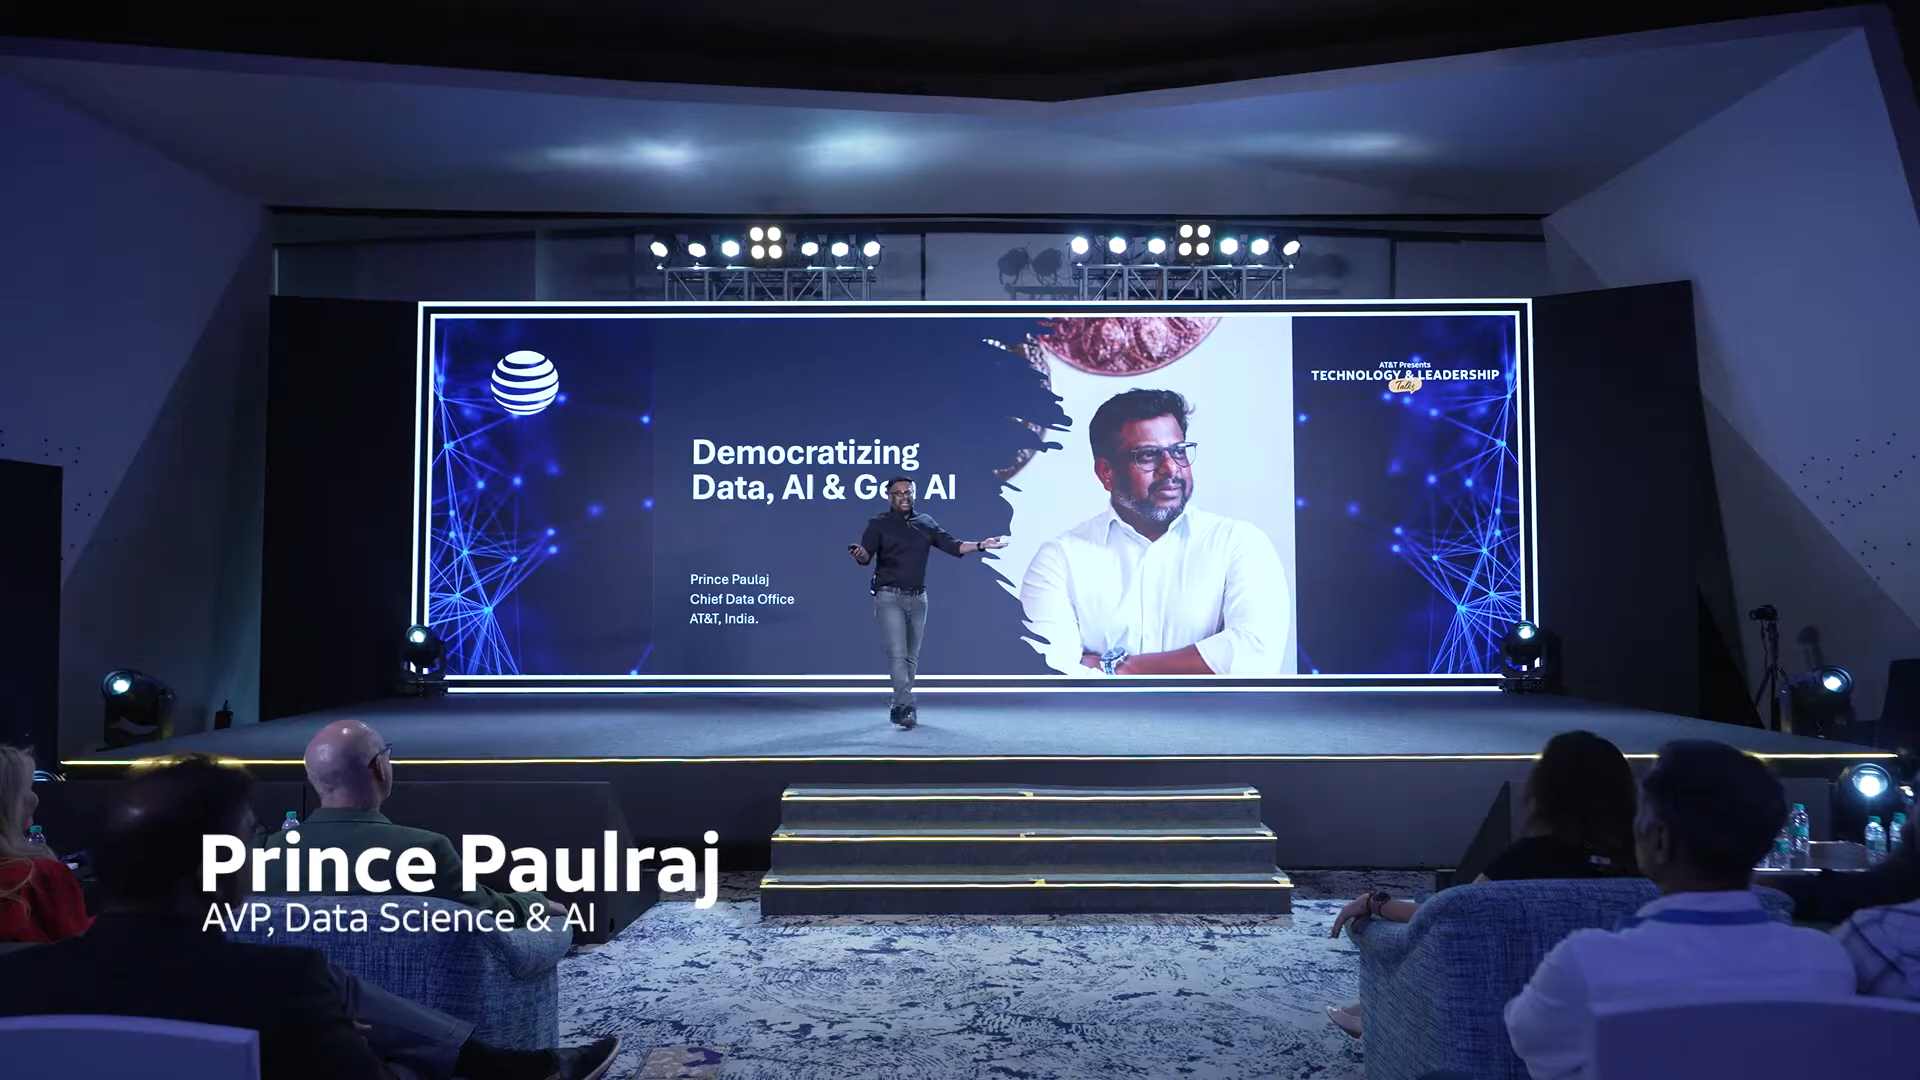 AT&T Presents
TECHNOLOGY & LEADERSHIP
Talks
Democratizing
Data, AI & Gen AI
Prince Paulaj
Chief Data Office
AT&T, India.
Prince Paulraj
AVP, Data Science & AI